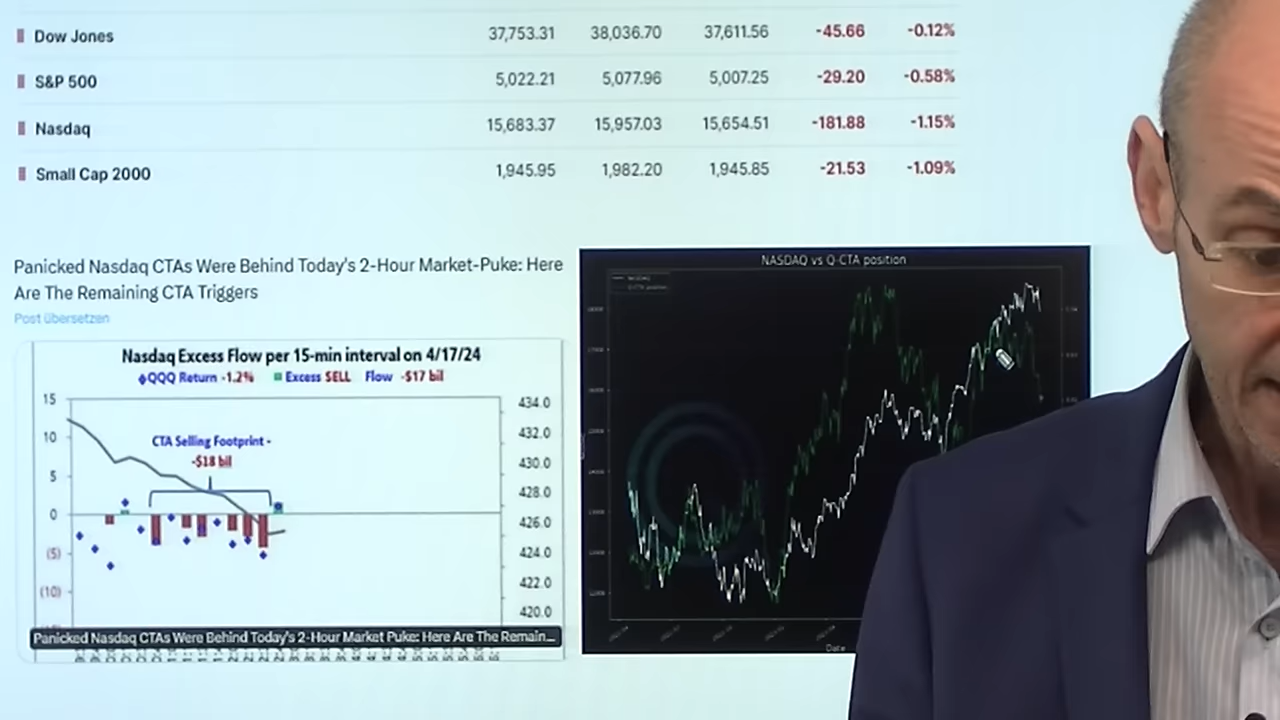 Dow Jones 37,753.31 38,036.70 37,611.56 -45.66 -0.12%
S&P 500 5,022.21 5,077.96 5,007.25 -29.20 -0.58%
Nasdaq 15,683.37 15,957.03 15,654.51 -181.88 -1.15%
Small Cap 2000 1,945.95 1,982.20 1,945.85 -21.53 -1.09%
Panicked Nasdaq CTAs Were Behind Today's 2-Hour Market-Puke: Here
Are The Remaining CTA Triggers
Post übersetzen
Nasdaq Excess Flow per 15-min interval on 4/17/24
QQQ Return -1.2% Excess SELL Flow -$17 bil
15 434.0
432.0
10
CTA Selling Footprint -
-$18 bil
430.0
5
428.0
0
426.0
(5) 424.0
(10) 422.0
420.0
Panicked Nasdaq CTAs Were Behind Today's 2-Hour Market Puke: Here Are The Remain...
NASDAQ vs Q-CTA position
Date